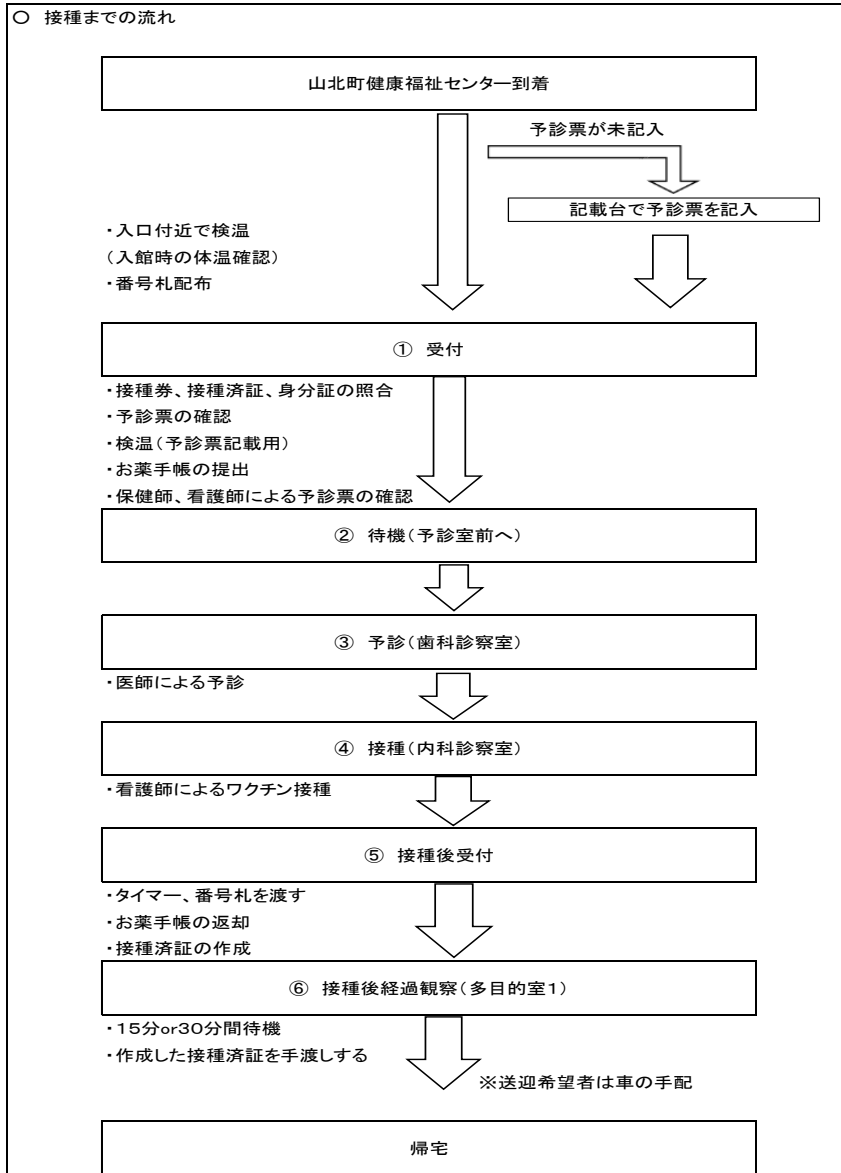 ○ 接種までの流れ
山北町健康福祉センター到着
予診票が未記入
記載台で予診票を記入
・入口付近で検温
（入館時の体温確認）
・番号札配布
① 受付
・接種券、接種済証、身分証の照合
・予診票の確認
・検温（予診票記載用）
・お薬手帳の提出
・保健師、看護師による予診票の確認
② 待機（予診室前へ）
③ 予診（歯科診察室）
・医師による予診
④ 接種（内科診察室）
・看護師によるワクチン接種
⑤ 接種後受付
・タイマー、番号札を渡す
・お薬手帳の返却
・接種済証の作成
⑥ 接種後経過観察（多目的室1）
・15分or30分間待機
・作成した接種済証を手渡しする
※送迎希望者は車の手配
帰宅